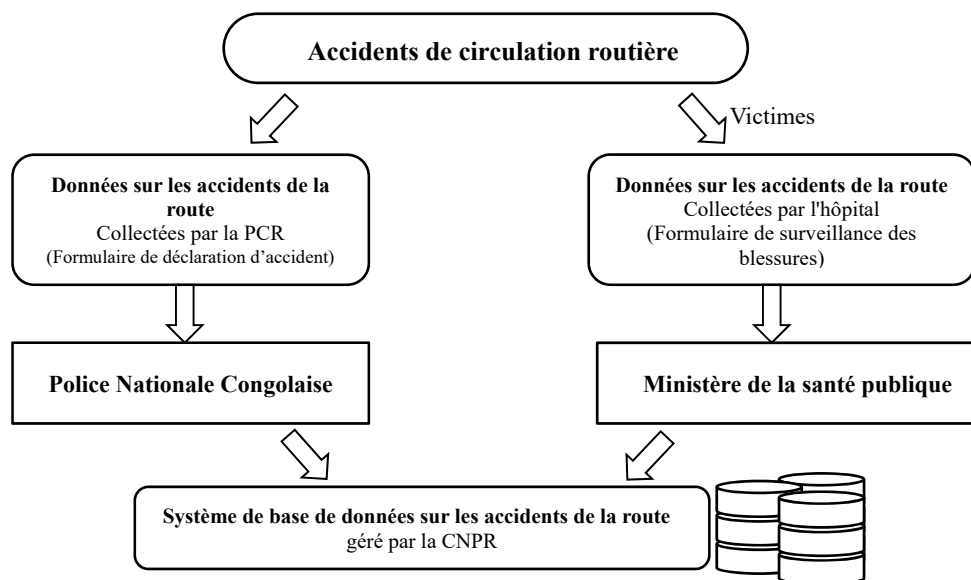 Accidents de circulation routière
Victimes
Données sur les accidents de la
route
Collectées par la PCR
(Formulaire de déclaration d’accident)
Données sur les accidents de la route
Collectées par l'hôpital
(Formulaire de surveillance des
blessures)
Police Nationale Congolaise
Ministère de la santé publique
Système de base de données sur les accidents de la route
géré par la CNPR